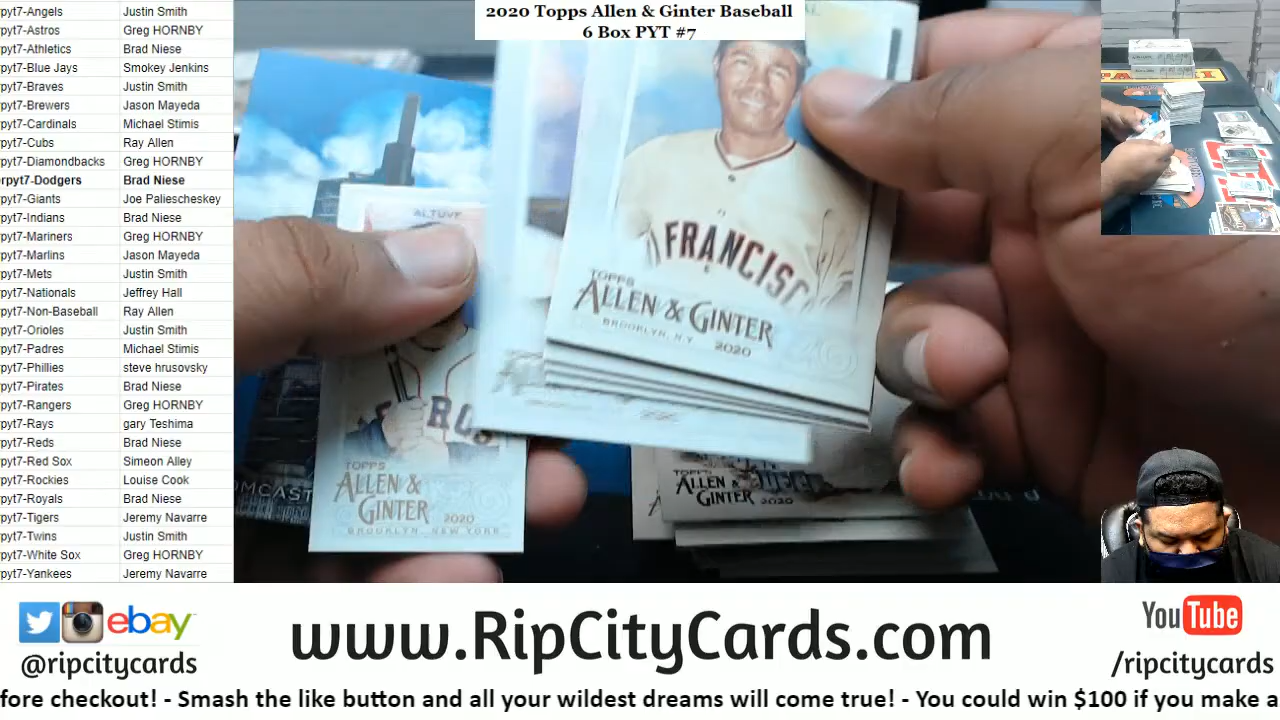 2020 Topps Allen & Ginter Baseball
6 Box PYT #7
pyt7-Angels Justin Smith
pyt7-Astros Greg HORNBY
pyt7-Athletics Brad Niese
pyt7-Blue Jays Smokey Jenkins
pyt7-Braves Justin Smith
pyt7-Brewers Jason Mayeda
pyt7-Cardinals Michael Stimis
pyt7-Cubs Ray Allen
pyt7-Diamondbacks Greg HORNBY
rpyt7-Dodgers Brad Niese
pyt7-Giants Joe Paliescheskey
pyt7-Indians Brad Niese
pyt7-Mariners Greg HORNBY
pyt7-Marlins Jason Mayeda
pyt7-Mets Justin Smith
pyt7-Nationals Jeffrey Hall
pyt7-Non-Baseball Ray Allen
pyt7-Orioles Justin Smith
pyt7-Padres Michael Stimis
pyt7-Phillies steve hrusovsky
pyt7-Pirates Brad Niese
pyt7-Rangers Greg HORNBY
pyt7-Rays gary Teshima
pyt7-Reds Brad Niese
pyt7-Red Sox Simeon Alley
pyt7-Rockies Louise Cook
pyt7-Royals Brad Niese
pyt7-Tigers Jeremy Navarre
pyt7-Twins Justin Smith
pyt7-White Sox Greg HORNBY
pyt7-Yankees Jeremy Navarre
ALTUVE
ROS
TOPPS
ALLEN &
GINTER
2020
BROOKLYN, NEW YORK
FRANCISC
TOPPS
ALLEN & GINTER
BROOKLYN, N.Y. 2020
TOPPS
ALLEN &
GINTER 2020
OMCAST
ebay
@ripcitycards
www.RipCityCards.com
YouTube
/ripcitycards
fore checkout! - Smash the like button and all your wildest dreams will come true! - You could win $100 if you make a